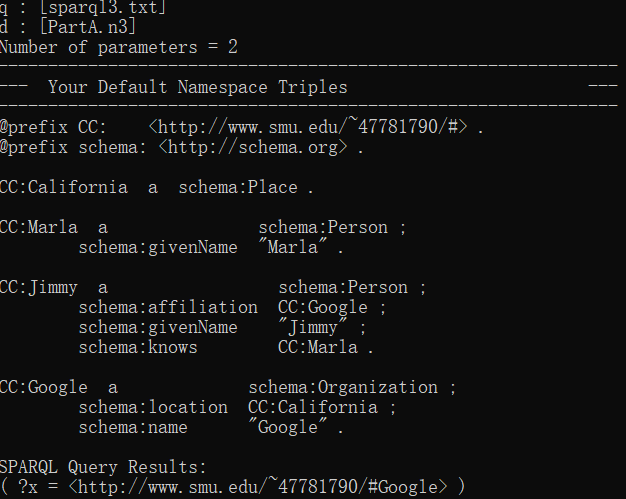 q : [sparql3.txt]
d : [PartA.n3]
Number of parameters = 2
--------------------------------------------------------------
---  Your Default Namespace Triples                        ---
--------------------------------------------------------------
@prefix CC:    <http://www.smu.edu/~47781790/#> .
@prefix schema: <http://schema.org> .
CC:California  a  schema:Place .
CC:Marla  a               schema:Person ;
        schema:givenName  "Marla" .
CC:Jimmy  a                 schema:Person ;
        schema:affiliation  CC:Google ;
        schema:givenName    "Jimmy" ;
        schema:knows        CC:Marla .
CC:Google  a             schema:Organization ;
        schema:location  CC:California ;
        schema:name      "Google" .
SPARQL Query Results:
( ?x = <http://www.smu.edu/~47781790/#Google> )